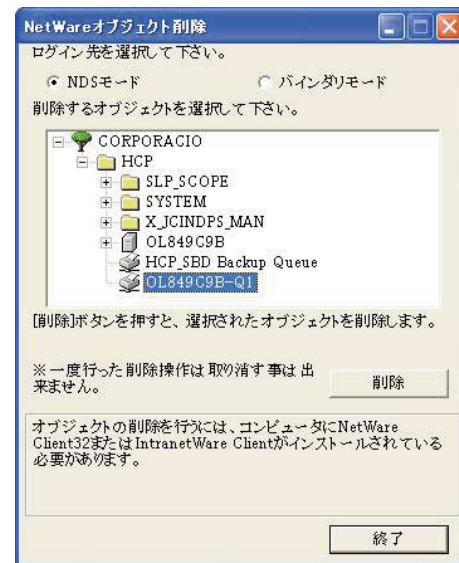 NetWareオブジェクト削除
ログイン先を選択して下さい。
NDSモード
バインダリモード
削除するオブジェクトを選択して下さい。
CORPORACIO
HCP
SLP_SCOPE
SYSTEM
X_JCINDPS_MAN
OL849C9B
HCP_SBD Backup Queue
OL849C9B-Q1
[削除]ボタンを押すと、選択されたオブジェクトを削除します。
※一度行った削除操作は取り消す事は出
来ません。
削除
オブジェクトの削除を行うには、コンピュータにNetWare
Client32またはIntranetWare Clientがインストールされている
必要があります。
終了